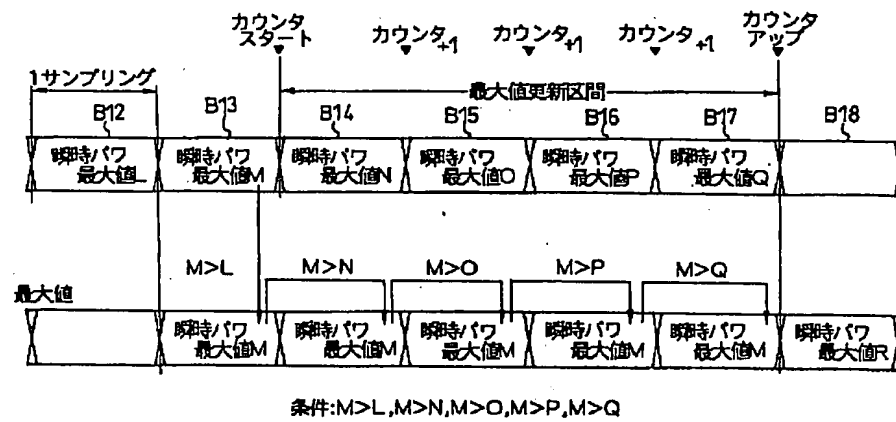 カウンタ
スタート
カウンタ+1
カウンタ+1
カウンタ+1
カウンタ
アップ
1サンプリング
最大値更新区間
B12
B13
B14
B15
B16
B17
B18
瞬時パワ
最大値L
瞬時パワ
最大値M
瞬時パワ
最大値N
瞬時パワ
最大値O
瞬時パワ
最大値P
瞬時パワ
最大値Q
M>L
M>N
M>O
M>P
M>Q
最大値
瞬時パワ
最大値M
瞬時パワ
最大値M
瞬時パワ
最大値M
瞬時パワ
最大値M
瞬時パワ
最大値M
瞬時パワ
最大値R
条件:M>L,M>N,M>O,M>P,M>Q